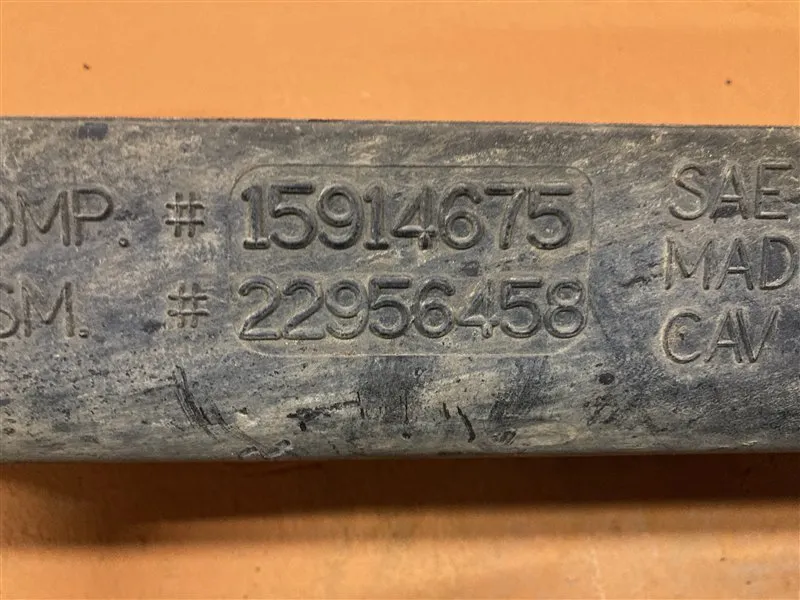 OMP. # 15914675 SAE-
SM. # 22956458 MAD
CAV